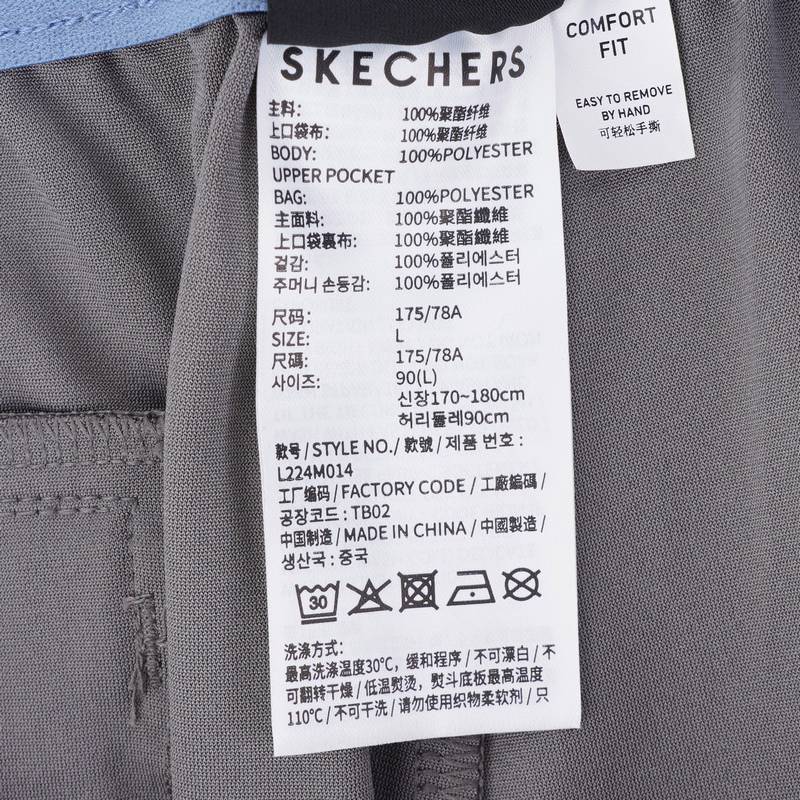 SKECHERS
主料: 100%聚酯纤维
上口袋布: 100%聚酯纤维
BODY: 100%POLYESTER
UPPER POCKET
BAG: 100%POLYESTER
主面料: 100%聚酯纖維
上口袋裏布: 100%聚酯纖維
겉감: 100%폴리에스터
주머니 손등감: 100%폴리에스터
尺码: 175/78A
SIZE: L
尺碼: 175/78A
사이즈: 90(L)
신장170~180cm
허리둘레90cm
款号/STYLE NO./款號/제품 번호:
L224M014
工厂编码/FACTORY CODE/工廠編碼/
공장코드: TB02
中国制造/MADE IN CHINA/中國製造/
생산국: 중국
30
洗涤方式:
最高洗涤温度30℃, 缓和程序/不可漂白/不
可翻转干燥/低温熨烫, 熨斗底板最高温度
110℃/不可干洗/请勿使用织物柔软剂/只
COMFORT
FIT
EASY TO REMOVE
BY HAND
可轻松手撕